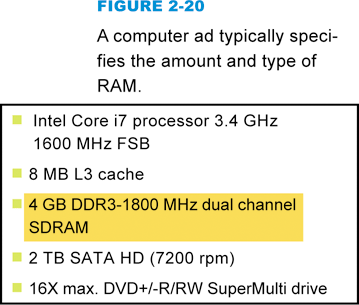 FIGURE 2-20
A computer ad typically speci-
fies the amount and type of
RAM.
Intel Core i7 processor 3.4 GHz
1600 MHz FSB
8 MB L3 cache
4 GB DDR3-1800 MHz dual channel
SDRAM
2 TB SATA HD (7200 rpm)
16X max. DVD+/-R/RW SuperMulti drive